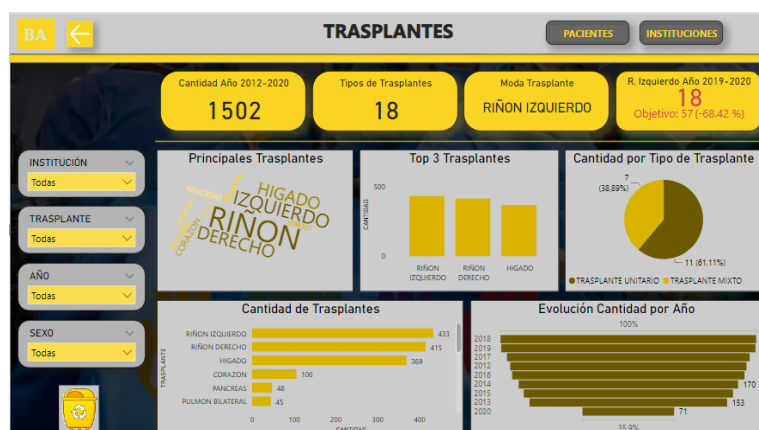 BA
TRASPLANTES
PACIENTES
INSTITUCIONES
Cantidad Año 2012-2020
1502
Tipos de Trasplantes
18
Moda Trasplante
RIÑON IZQUIERDO
R. Izquierdo Año 2019-2020
18
Objetivo: 57 (-68.42 %)
INSTITUCIÓN
Todas
TRASPLANTE
Todas
AÑO
Todas
SEXO
Todas
Principales Trasplantes
PANCREAS
HIGADO
IZQUIERDO
RIÑON
DERECHO
CORAZON
Top 3 Trasplantes
CANTIDAD
500
0
RIÑON
IZQUIERDO
RIÑON
DERECHO
HIGADO
Cantidad por Tipo de Trasplante
7
(38,89%)
11 (61,11%)
TRASPLANTE UNITARIO
TRASPLANTE MIXTO
Cantidad de Trasplantes
TRASPLANTE
RIÑON IZQUIERDO 433
RIÑON DERECHO 415
HIGADO 369
CORAZON 106
PANCREAS 48
PULMON BILATERAL 45
0 100 200 300 400
CANTIDAD
Evolución Cantidad por Año
100%
2018
2019
2017
2012
2016
2014 170
2015
2013 153
2020 71
35,9%